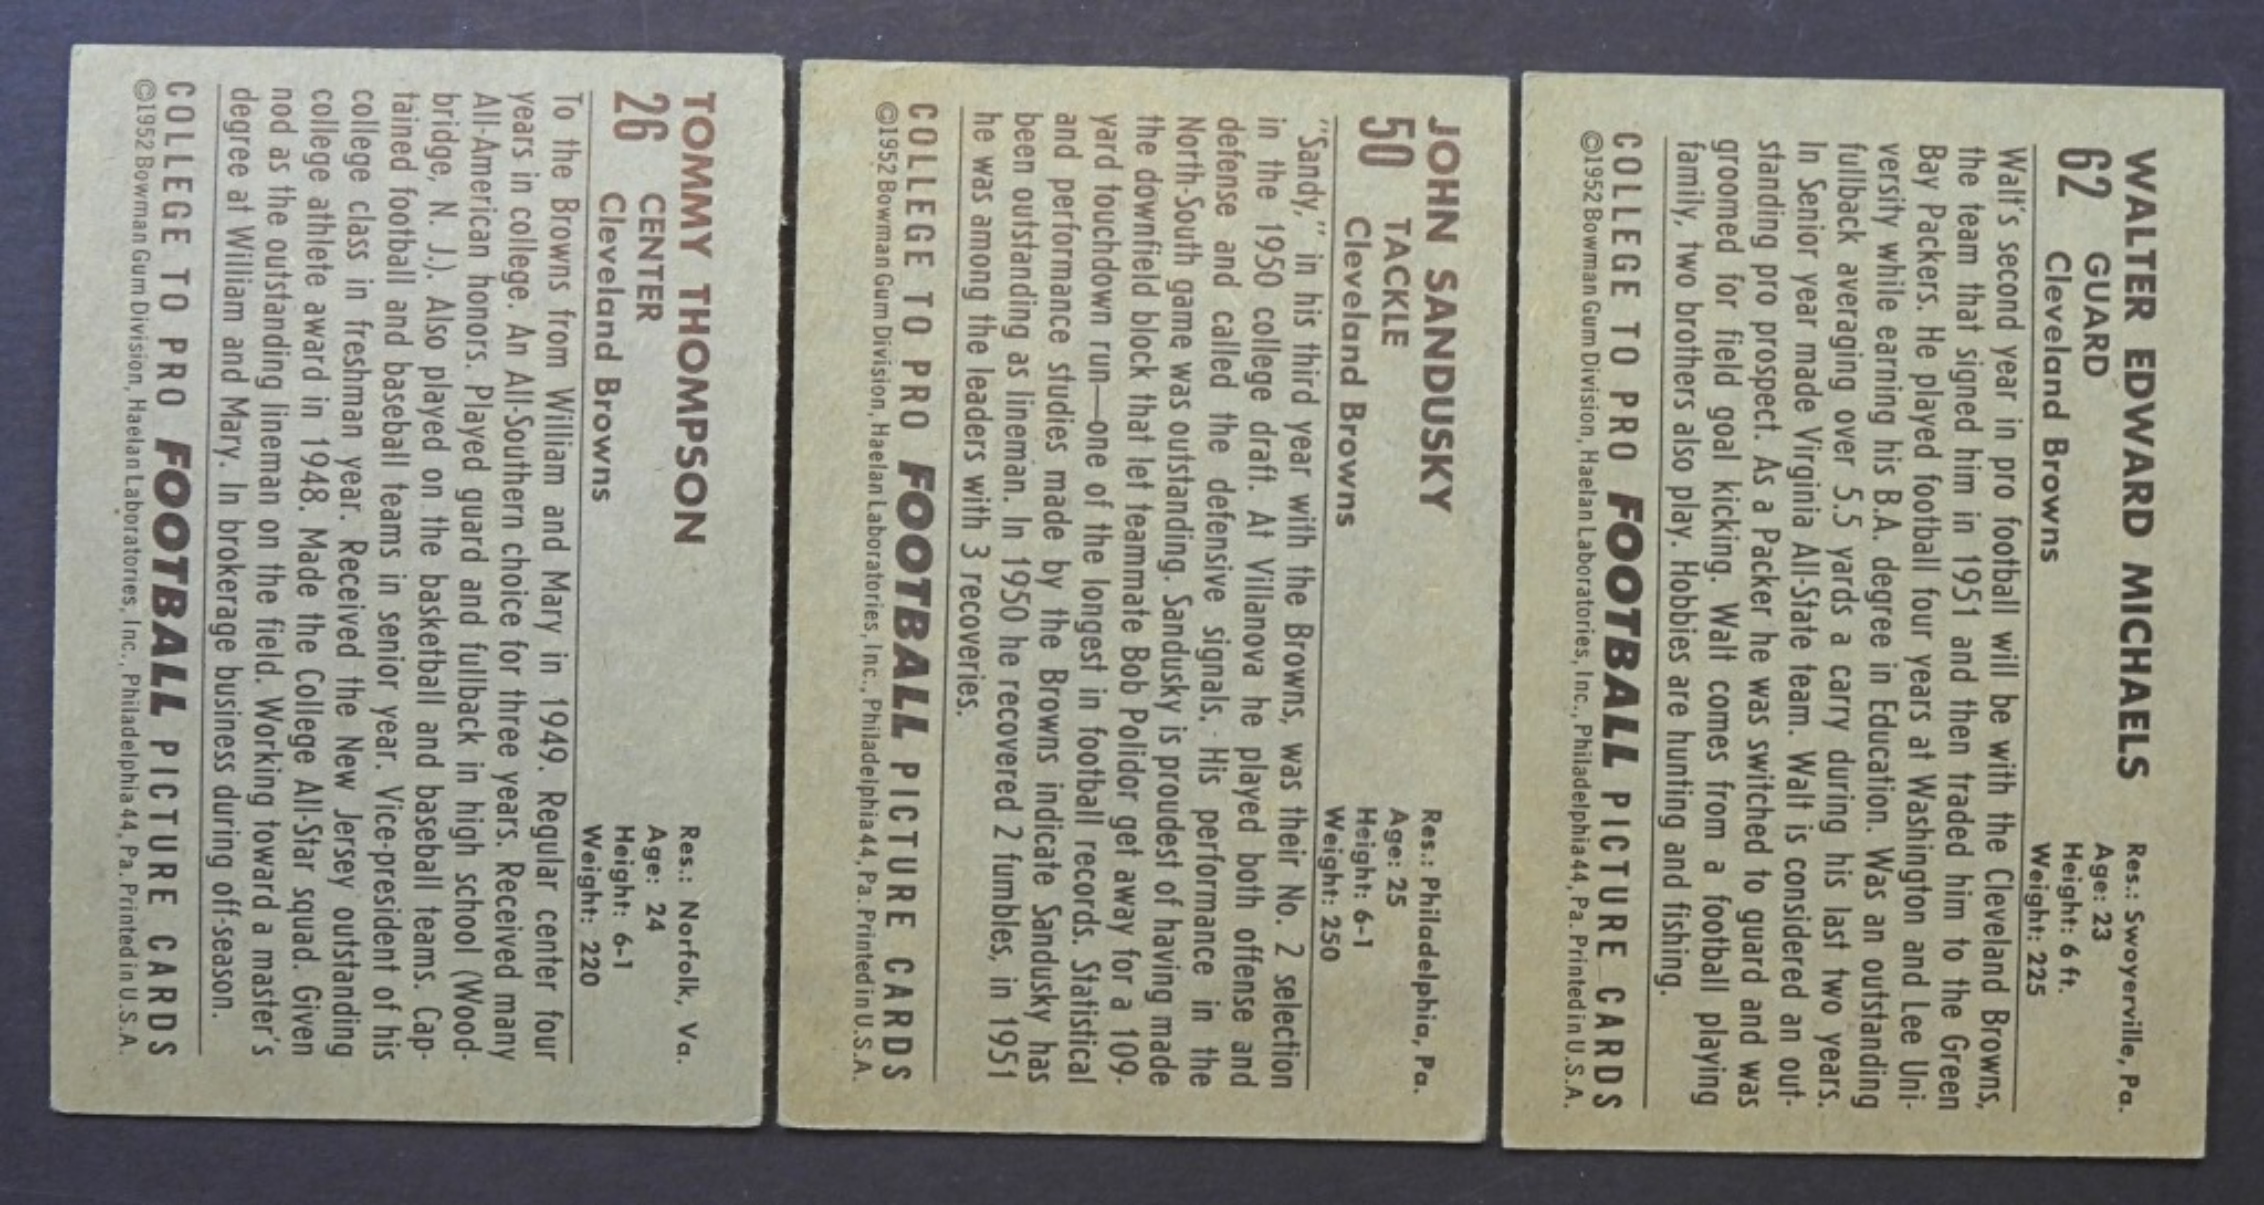 TOMMY THOMPSON
26 CENTER
Cleveland Browns
Res.: Norfolk, Va.
Age: 24
Height: 6-1
Weight: 220
To the Browns from William and Mary in 1949. Regular center four
years in college. An All-Southern choice for three years. Received many
All-American honors. Played guard and fullback in high school (Wood-
bridge, N. J.). Also played on the basketball and baseball teams. Cap-
tained football and baseball teams in senior year. Vice-president of his
college class in freshman year. Received the New Jersey outstanding
college athlete award in 1948. Made the College All-Star squad. Given
nod as the outstanding lineman on the field. Working toward a master's
degree at William and Mary. In brokerage business during off-season.
COLLEGE TO PRO FOOTBALL PICTURE CARDS
©1952 Bowman Gum Division, Haelan Laboratories, Inc., Philadelphia 44, Pa. Printed in U.S.A.
JOHN SANDUSKY
50 TACKLE
Cleveland Browns
Res.: Philadelphia, Pa.
Age: 25
Height: 6-1
Weight: 250
"Sandy," in his third year with the Browns, was their No. 2 selection
in the 1950 college draft. At Villanova he played both offense and
defense and called the defensive signals. His performance in the
North-South game was outstanding. Sandusky is proudest of having made
the downfield block that let teammate Bob Polidor get away for a 109-
yard touchdown run—one of the longest in football records. Statistical
and performance studies made by the Browns indicate Sandusky has
been outstanding as lineman. In 1950 he recovered 2 fumbles, in 1951
he was among the leaders with 3 recoveries.
COLLEGE TO PRO FOOTBALL PICTURE CARDS
©1952 Bowman Gum Division, Haelan Laboratories, Inc., Philadelphia 44, Pa. Printed in U.S.A.
WALTER EDWARD MICHAELS
62 GUARD
Cleveland Browns
Res.: Swoyerville, Pa.
Age: 23
Height: 6 ft.
Weight: 225
Walt's second year in pro football will be with the Cleveland Browns,
the team that signed him in 1951 and then traded him to the Green
Bay Packers. He played football four years at Washington and Lee Uni-
versity while earning his B.A. degree in Education. Was an outstanding
fullback averaging over 5.5 yards a carry during his last two years.
In Senior year made Virginia All-State team. Walt is considered an out-
standing pro prospect. As a Packer he was switched to guard and was
groomed for field goal kicking. Walt comes from a football playing
family, two brothers also play. Hobbies are hunting and fishing.
COLLEGE TO PRO FOOTBALL PICTURE CARDS
©1952 Bowman Gum Division, Haelan Laboratories, Inc., Philadelphia 44, Pa. Printed in U.S.A.